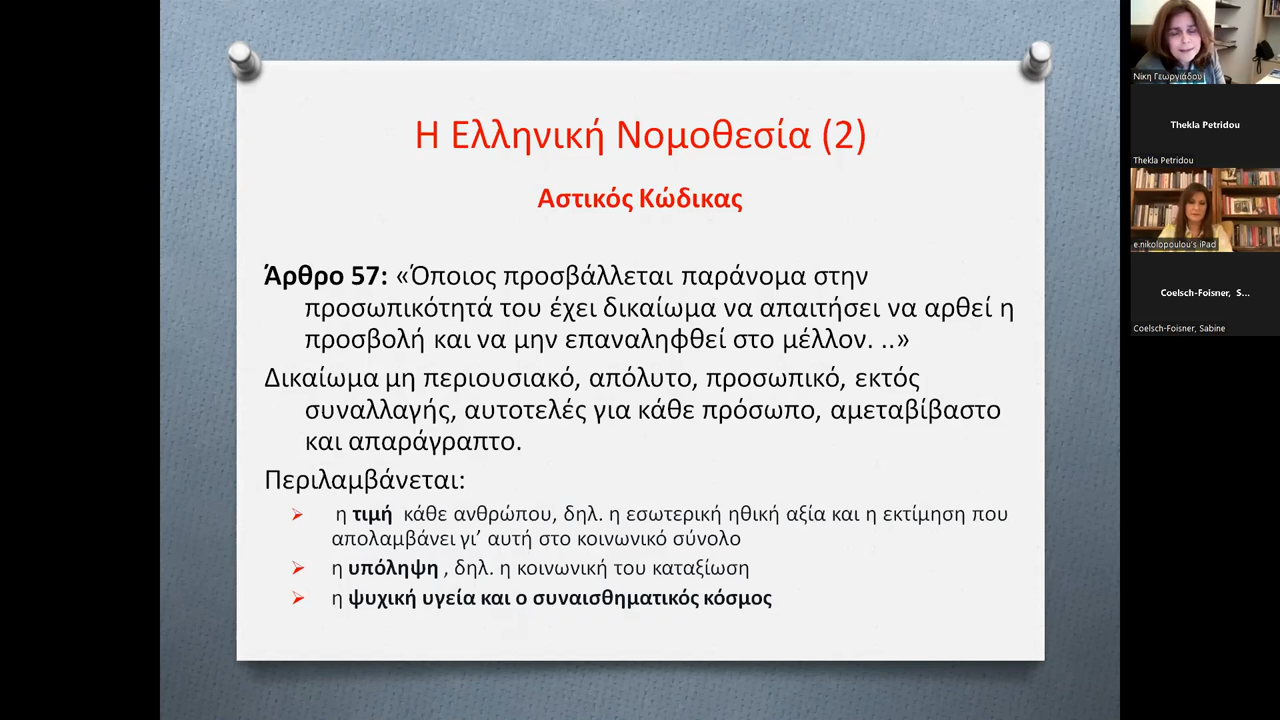 Η Ελληνική Νομοθεσία (2)
Αστικός Κώδικας
Άρθρο 57: «Όποιος προσβάλλεται παράνομα στην
προσωπικότητά του έχει δικαίωμα να απαιτήσει να αρθεί η
προσβολή και να μην επαναληφθεί στο μέλλον. ..»
Δικαίωμα μη περιουσιακό, απόλυτο, προσωπικό, εκτός
συναλλαγής, αυτοτελές για κάθε πρόσωπο, αμεταβίβαστο
και απαράγραπτο.
Περιλαμβάνεται:
η τιμή κάθε ανθρώπου, δηλ. η εσωτερική ηθική αξία και η εκτίμηση που
απολαμβάνει γι’ αυτή στο κοινωνικό σύνολο
η υπόληψη , δηλ. η κοινωνική του καταξίωση
η ψυχική υγεία και ο συναισθηματικός κόσμος
Νίκη Γεωργιάδου
Thekla Petridou
Thekla Petridou
e.nikolopoulou's iPad
Coelsch-Foisner, S...
Coelsch-Foisner, Sabine